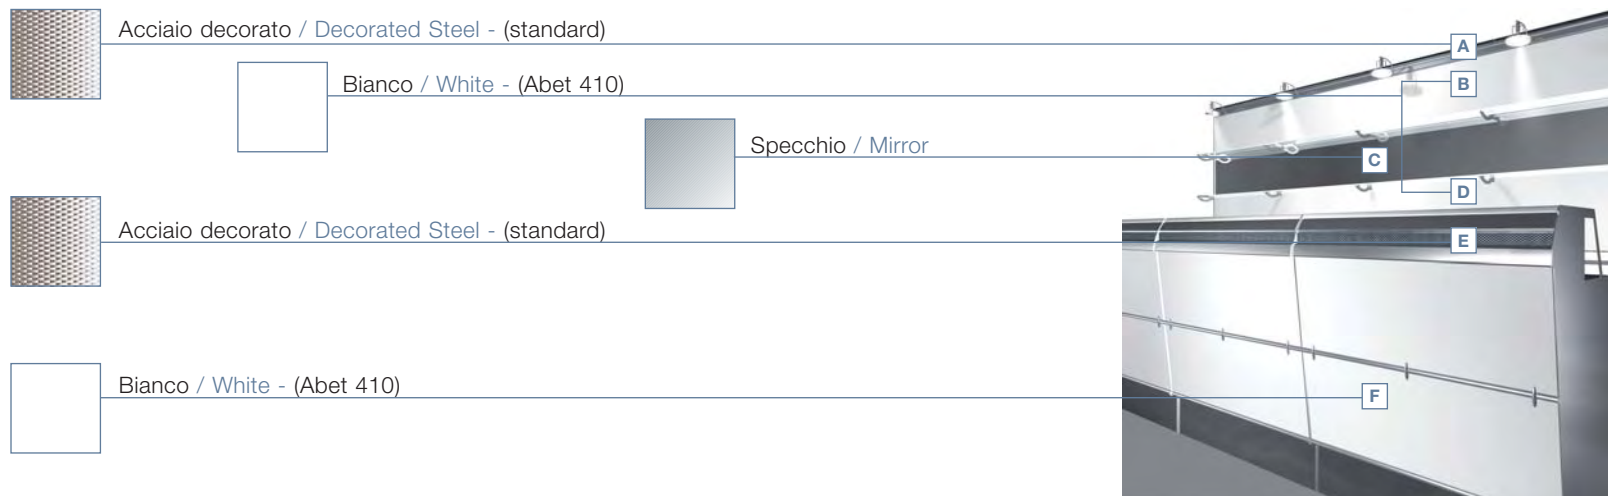 Acciaio decorato / Decorated Steel - (standard)
A
Bianco / White - (Abet 410)
B
Specchio / Mirror
C
D
Acciaio decorato / Decorated Steel - (standard)
E
Bianco / White - (Abet 410)
F